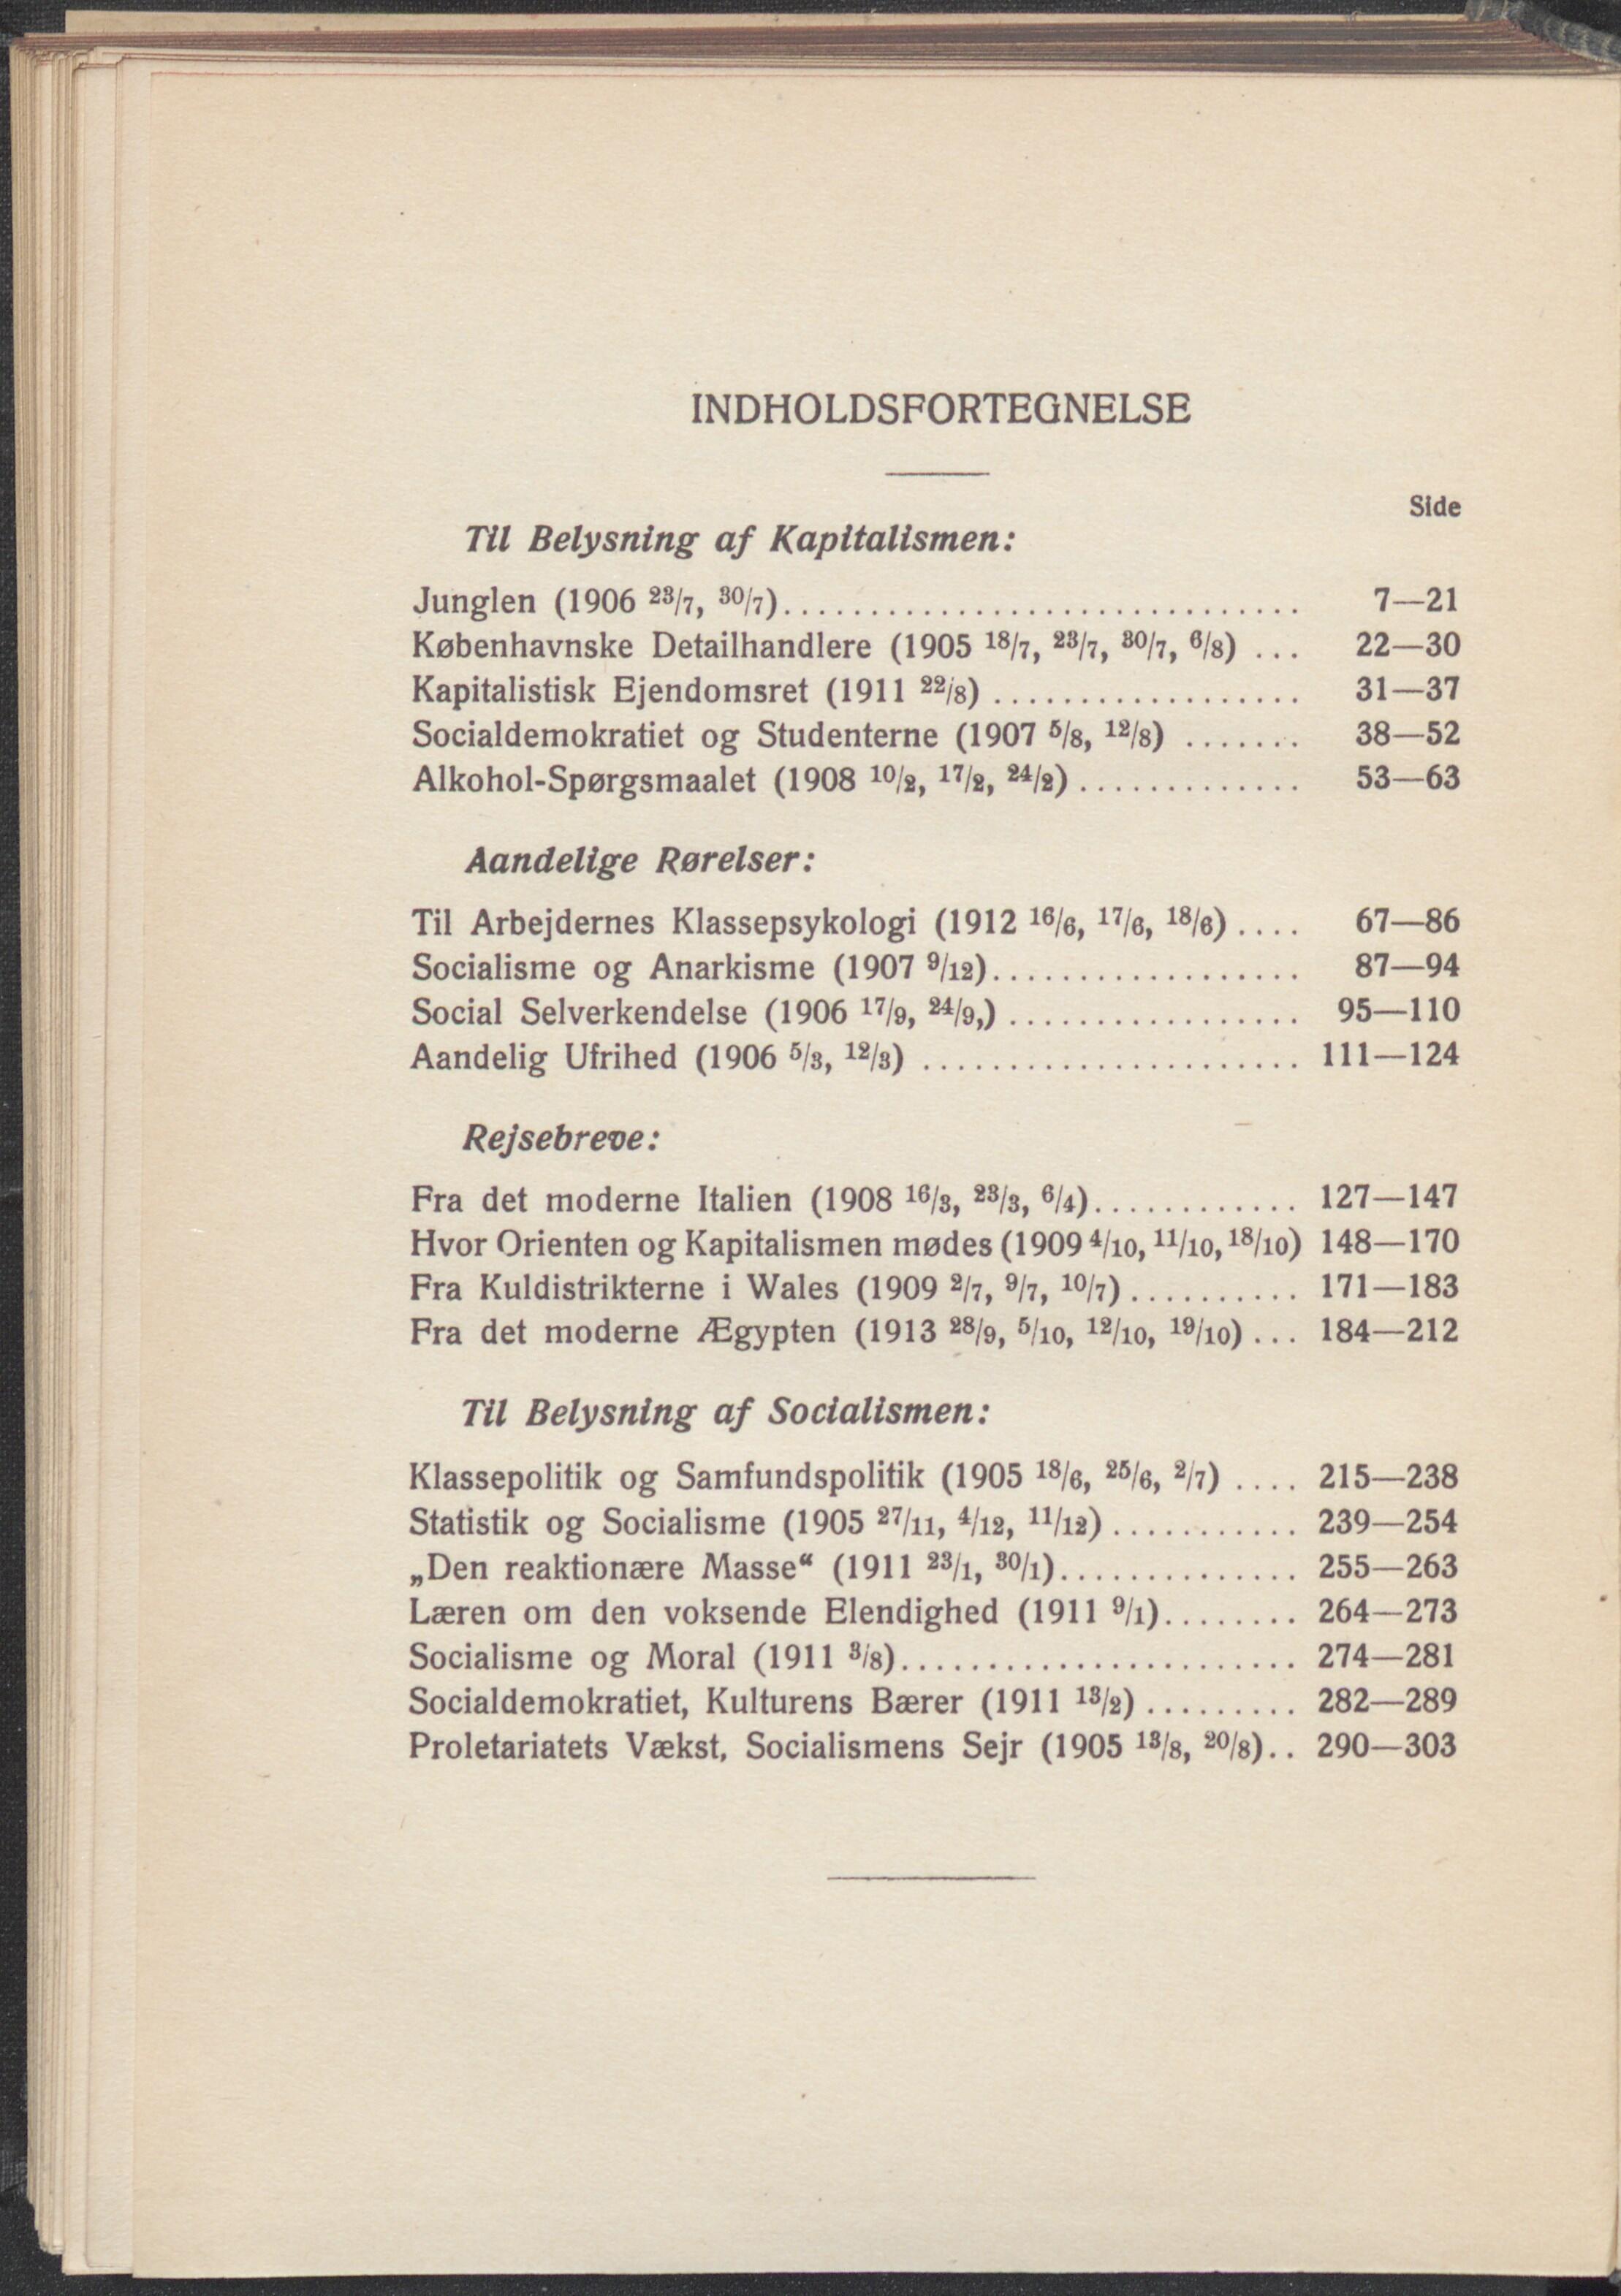 INDHOLDSFORTEGNELSE
Side
Til Belysning af Kapitalismen:
Junglen (1906 23/7, 30/7).............................. 7—21
Københavnske Detailhandlere (1905 18/7, 23/7, 30/7, 6/8) ... 22—30
Kapitalistisk Ejendomsret (1911 22/8) .................. 31—37
Socialdemokratiet og Studenterne (1907 5/8, 12/8) ....... 38—52
Alkohol-Spørgsmaalet (1908 10/2, 17/2, 24/2) ............. 53—63
Aandelige Rørelser:
Til Arbejdernes Klassepsykologi (1912 16/6, 17/6, 18/6) .... 67—86
Socialisme og Anarkisme (1907 9/12).................. 87—94
Social Selverkendelse (1906 17/9, 24/9,) ................. 95—110
Aandelig Ufrihed (1906 5/3, 12/3) ...................... 111—124
Rejsebreve:
Fra det moderne Italien (1908 16/3, 23/3, 6/4)............ 127—147
Hvor Orienten og Kapitalismen mødes (1909 4/10, 11/10, 18/10) 148—170
Fra Kuldistrikterne i Wales (1909 2/7, 9/7, 10/7) .......... 171—183
Fra det moderne Ægypten (1913 28/9, 5/10, 12/10, 19/10) ... 184—212
Til Belysning af Socialismen:
Klassepolitik og Samfundspolitik (1905 18/6, 25/6, 2/7) .... 215—238
Statistik og Socialisme (1905 27/11, 4/12, 11/12) ........... 239—254
„Den reaktionære Masse“ (1911 23/1, 30/1).............. 255—263
Læren om den voksende Elendighed (1911 9/1)........ 264—273
Socialisme og Moral (1911 3/8)....................... 274—281
Socialdemokratiet, Kulturens Bærer (1911 13/2) ......... 282—289
Proletariatets Vækst, Socialismens Sejr (1905 13/8, 20/8).. 290—303